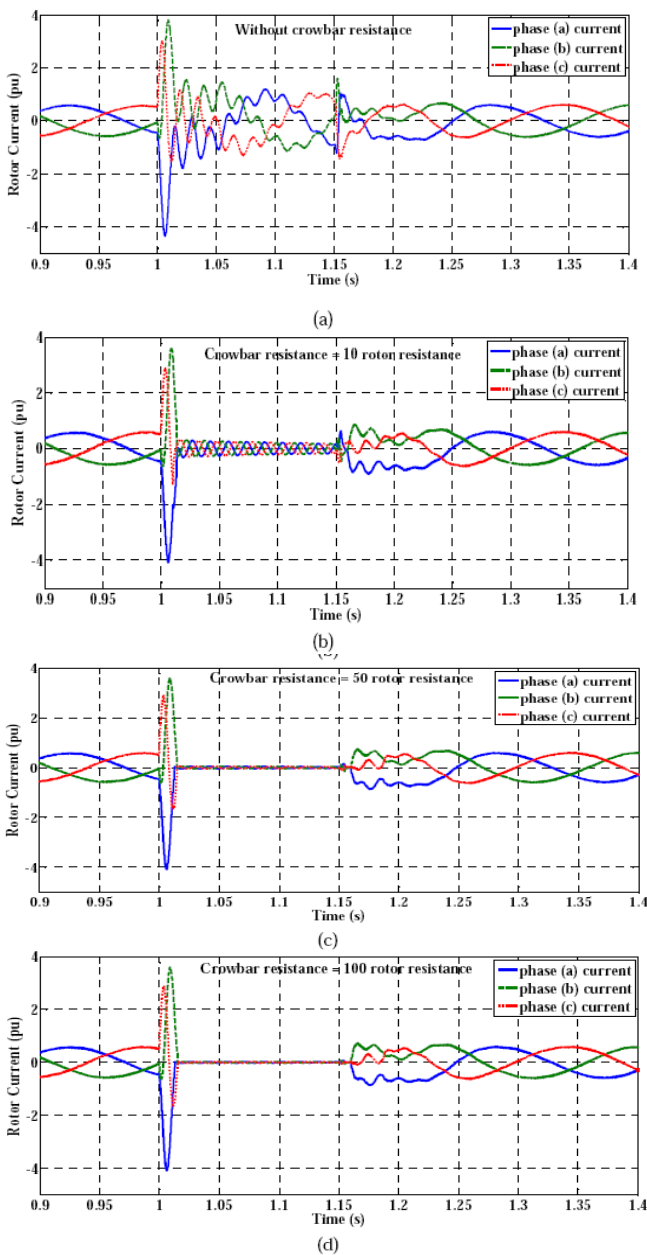 Without crowbar resistance
phase (a) current
phase (b) current
phase (c) current
Rotor Current (pu)
4
2
0
-2
-4
0.9 0.95 1 1.05 1.1 1.15 1.2 1.25 1.3 1.35 1.4
Time (s)
(a)
Crowbar resistance = 10 rotor resistance
phase (a) current
phase (b) current
phase (c) current
Rotor Current (pu)
4
2
0
-2
-4
0.9 0.95 1 1.05 1.1 1.15 1.2 1.25 1.3 1.35 1.4
Time (s)
(b)
Crowbar resistance = 50 rotor resistance
phase (a) current
phase (b) current
phase (c) current
Rotor Current (pu)
4
2
0
-2
-4
0.9 0.95 1 1.05 1.1 1.15 1.2 1.25 1.3 1.35 1.4
Time (s)
(c)
Crowbar resistance = 100 rotor resistance
phase (a) current
phase (b) current
phase (c) current
Rotor Current (pu)
4
2
0
-2
-4
0.9 0.95 1 1.05 1.1 1.15 1.2 1.25 1.3 1.35 1.4
Time (s)
(d)